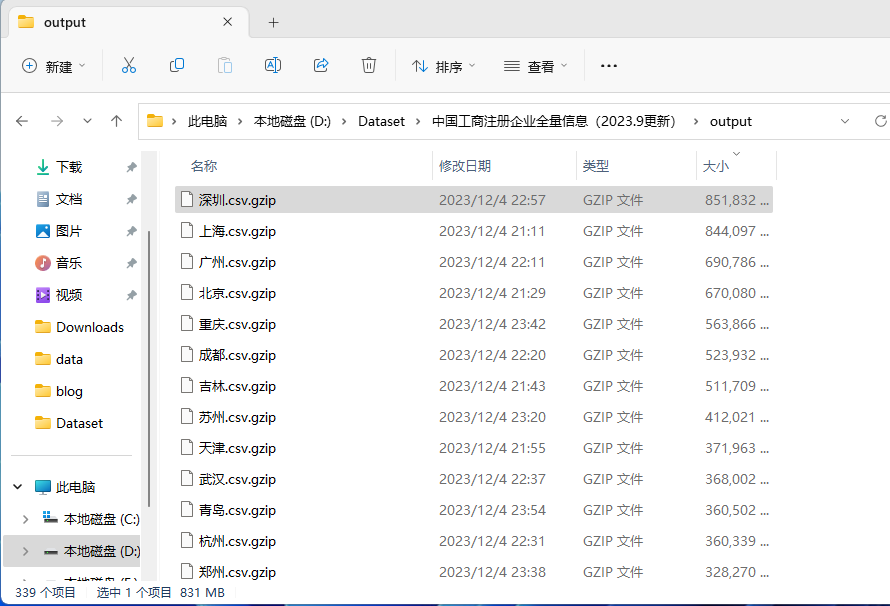 output
新建
排序
查看
此电脑 本地磁盘 (D:) Dataset 中国工商注册企业全量信息（2023.9更新） output
下载
文档
图片
音乐
视频
Downloads
data
blog
Dataset
此电脑
本地磁盘 (C:)
本地磁盘 (D:)
名称 修改日期 类型 大小
深圳.csv.gzip 2023/12/4 22:57 GZIP 文件 851,832 ...
上海.csv.gzip 2023/12/4 21:11 GZIP 文件 844,097 ...
广州.csv.gzip 2023/12/4 22:11 GZIP 文件 690,786 ...
北京.csv.gzip 2023/12/4 21:29 GZIP 文件 670,080 ...
重庆.csv.gzip 2023/12/4 23:42 GZIP 文件 563,866 ...
成都.csv.gzip 2023/12/4 22:20 GZIP 文件 523,932 ...
吉林.csv.gzip 2023/12/4 21:43 GZIP 文件 511,709 ...
苏州.csv.gzip 2023/12/4 23:20 GZIP 文件 412,021 ...
天津.csv.gzip 2023/12/4 21:55 GZIP 文件 371,963 ...
武汉.csv.gzip 2023/12/4 22:37 GZIP 文件 368,002 ...
青岛.csv.gzip 2023/12/4 23:54 GZIP 文件 360,502 ...
杭州.csv.gzip 2023/12/4 22:31 GZIP 文件 360,339 ...
郑州.csv.gzip 2023/12/4 23:38 GZIP 文件 328,270 ...
339 个项目 选中 1 个项目 831 MB